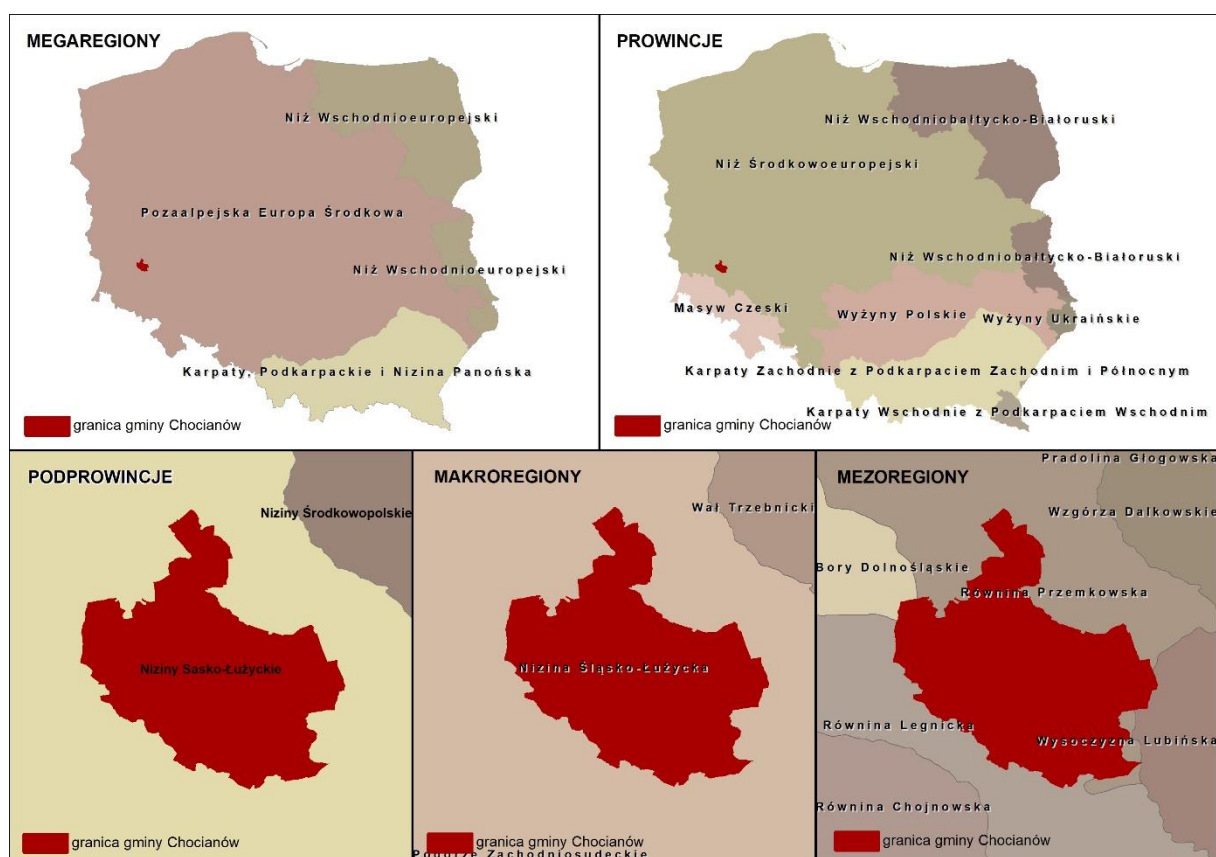 MEGAREGIONY
Niż Wschodnioeuropejski
Pozaalpejska Europa Środkowa
Niż Wschodnioeuropejski
Karpaty, Podkarpackie i Nizina Panońska
granica gminy Chocianów
PROWINCJE
Niż Wschodniobałtycko-Białoruski
Niż Środkowoeuropejski
Niż Wschodniobałtycko-Białoruski
Masyw Czeski
Wyżyny Polskie
Wyżyny Ukraińskie
Karpaty Zachodnie z Podkarpaciem Zachodnim i Północnym
Karpaty Wschodnie z Podkarpaciem Wschodnim
granica gminy Chocianów
PODPROWINCJE
Niziny Środkowopolskie
Niziny Sasko-Łużyckie
granica gminy Chocianów
MAKROREGIONY
Wał Trzebnicki
Nizina Śląsko-Łużycka
granica gminy Chocianów
Pogórze Zachodniosudeckie
MEZOREGIONY
Pradolina Głogowska
Wzgórza Dalkowskie
Bory Dolnośląskie
Równina Przemkowska
Równina Legnicka
Wysoczyzna Lubińska
Równina Chojnowska
granica gminy Chocianów